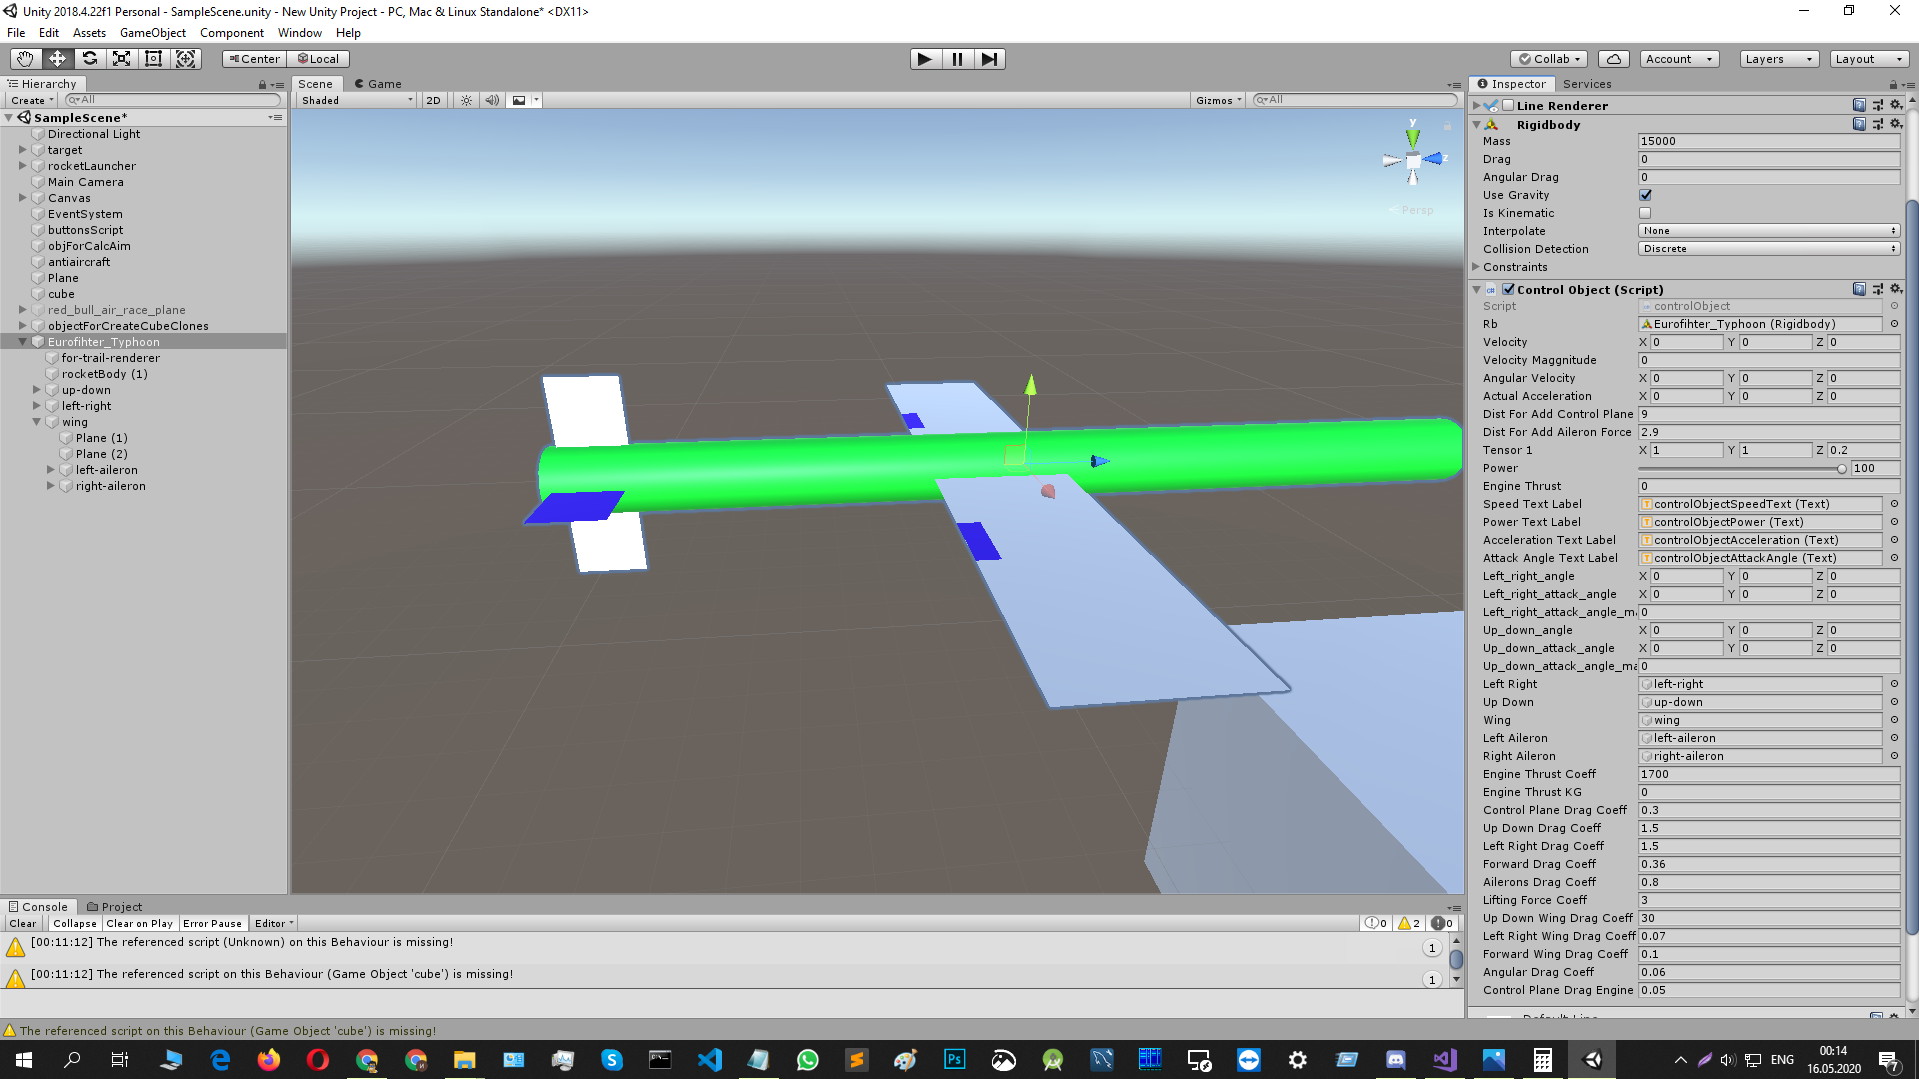 Unity 2018.4.22f1 Personal - SampleScene.unity - New Unity Project - PC, Mac & Linux Standalone* <DX11>
File Edit Assets GameObject Component Window Help
Center Local Collab Account Layers Layout
Hierarchy
Create All
SampleScene*
Directional Light
target
rocketLauncher
Main Camera
Canvas
EventSystem
buttonsScript
objForCalcAim
antiaircraft
Plane
cube
red_bull_air_race_plane
objectForCreateCubeClones
Eurofihter_Typhoon
for-trail-renderer
rocketBody (1)
up-down
left-right
wing
Plane (1)
Plane (2)
left-aileron
right-aileron
Scene Game
Shaded 2D Gizmos All
y
z
Persp
Inspector Services
Line Renderer
Rigidbody
Mass 15000
Drag 0
Angular Drag 0
Use Gravity
Is Kinematic
Interpolate None
Collision Detection Discrete
Constraints
Control Object (Script)
Script controlObject
Rb Eurofihter_Typhoon (Rigidbody)
Velocity X 0 Y 0 Z 0
Velocity Maggnitude 0
Angular Velocity X 0 Y 0 Z 0
Actual Acceleration X 0 Y 0 Z 0
Dist For Add Control Plane 9
Dist For Add Aileron Force 2.9
Tensor 1 X 1 Y 1 Z 0.2
Power 100
Engine Thrust 0
Speed Text Label controlObjectSpeedText (Text)
Power Text Label controlObjectPower (Text)
Acceleration Text Label controlObjectAcceleration (Text)
Attack Angle Text Label controlObjectAttackAngle (Text)
Left_right_angle X 0 Y 0 Z 0
Left_right_attack_angle X 0 Y 0 Z 0
Left_right_attack_angle_m 0
Up_down_angle X 0 Y 0 Z 0
Up_down_attack_angle X 0 Y 0 Z 0
Up_down_attack_angle_ma 0
Left Right left-right
Up Down up-down
Wing wing
Left Aileron left-aileron
Right Aileron right-aileron
Engine Thrust Coeff 1700
Engine Thrust KG 0
Control Plane Drag Coeff 0.3
Up Down Drag Coeff 1.5
Left Right Drag Coeff 1.5
Forward Drag Coeff 0.36
Ailerons Drag Coeff 0.8
Lifting Force Coeff 3
Up Down Wing Drag Coeff 30
Left Right Wing Drag Coeff 0.07
Forward Wing Drag Coeff 0.1
Angular Drag Coeff 0.06
Control Plane Drag Engine 0.05
Console Project
Clear Collapse Clear on Play Error Pause Editor 0 2 0
[00:11:12] The referenced script (Unknown) on this Behaviour is missing! 1
[00:11:12] The referenced script on this Behaviour (Game Object 'cube') is missing! 1
The referenced script on this Behaviour (Game Object 'cube') is missing!
Ps ENG 00:14
16.05.2020
7